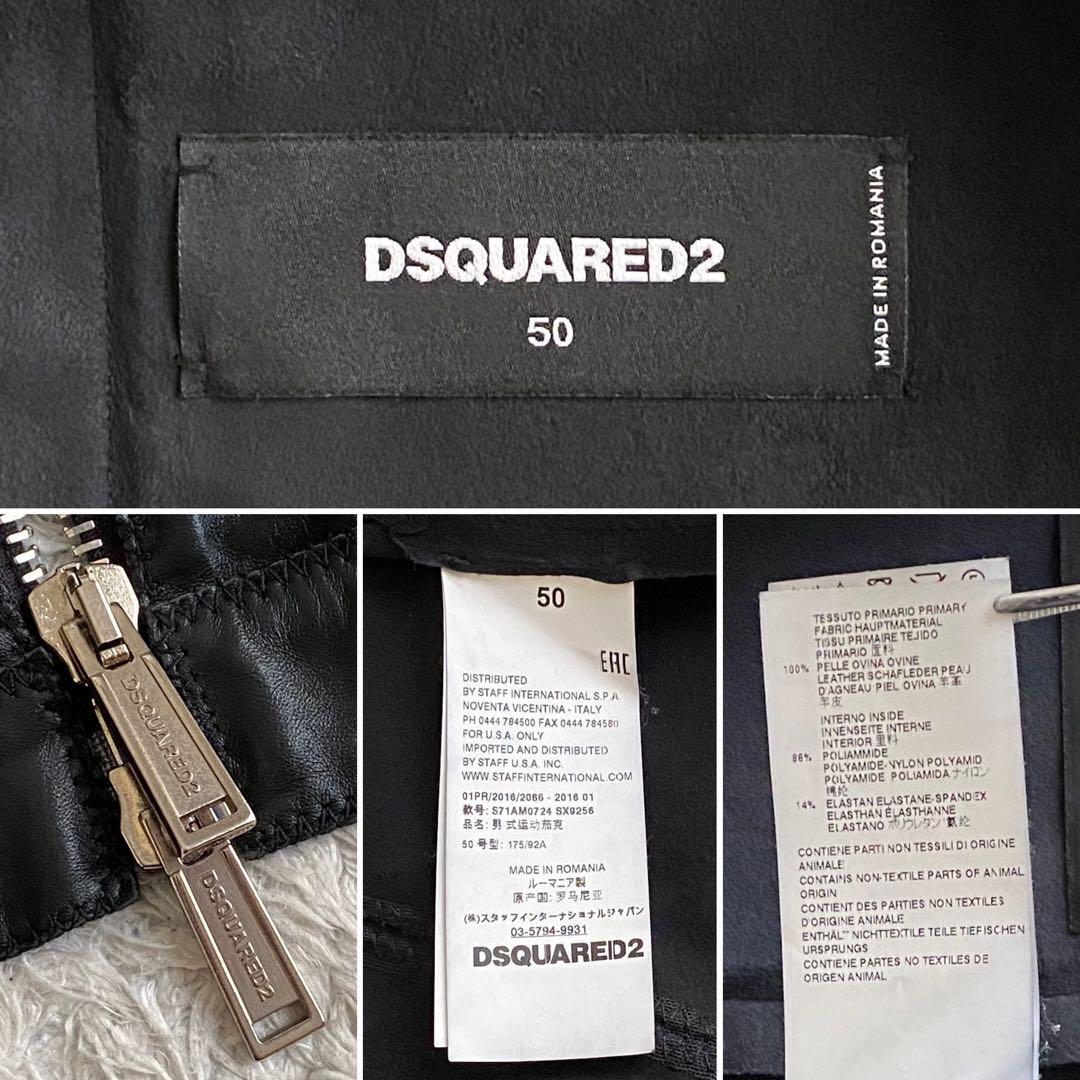 DSQUARED2
50
MADE IN ROMANIA
DSQUARED2
DSQUARED2
50
EAC
DISTRIBUTED
BY STAFF INTERNATIONAL S.P.A.
NOVENTA VICENTINA - ITALY
PH 0444 784500 FAX 0444 784580
FOR U.S.A. ONLY
IMPORTED AND DISTRIBUTED
BY STAFF U.S.A. INC.
WWW.STAFFINTERNATIONAL.COM
01PR/2016/2066 - 2016 01
款号: S71AM0724 SX9256
品名: 男式运动茄克
50 号型: 175/92A
MADE IN ROMANIA
ルーマニア製
原产国: 罗马尼亚
(株)スタッフインターナショナルジャパン
03-5794-9931
DSQUARED2
TESSUTO PRIMARIO PRIMARY
FABRIC HAUPTMATERIAL
TISSU PRIMAIRE TEJIDO
PRIMARIO 面料
100% PELLE OVINA OVINE
LEATHER SCHAFLEDER PEAU
D'AGNEAU PIEL OVINA 羊革
羊皮
INTERNO INSIDE
INNENSEITE INTERNE
INTERIOR 里料
86% POLIAMMIDE
POLYAMIDE-NYLON POLYAMID
POLYAMIDE POLIAMIDA ナイロン
锦纶
14% ELASTAN ELASTANE-SPANDEX
ELASTHAN ÉLASTHANNE
ELASTANO ポリウレタン 氨纶
CONTIENE PARTI NON TESSILI DI ORIGINE
ANIMALE
CONTAINS NON-TEXTILE PARTS OF ANIMAL
ORIGIN
CONTIENT DES PARTIES NON TEXTILES
D'ORIGINE ANIMALE
ENTHÄLT NICHTTEXTILE TEILE TIERISCHEN
URSPRUNGS
CONTIENE PARTES NO TEXTILES DE
ORIGEN ANIMAL